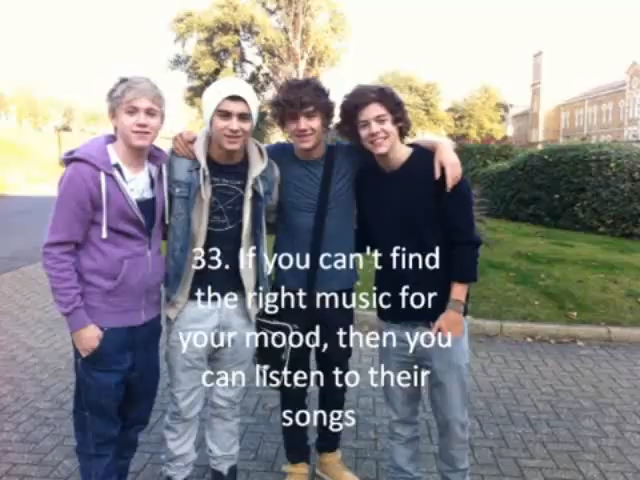 33. If you can't find
the right music for
your mood, then you
can listen to their
songs